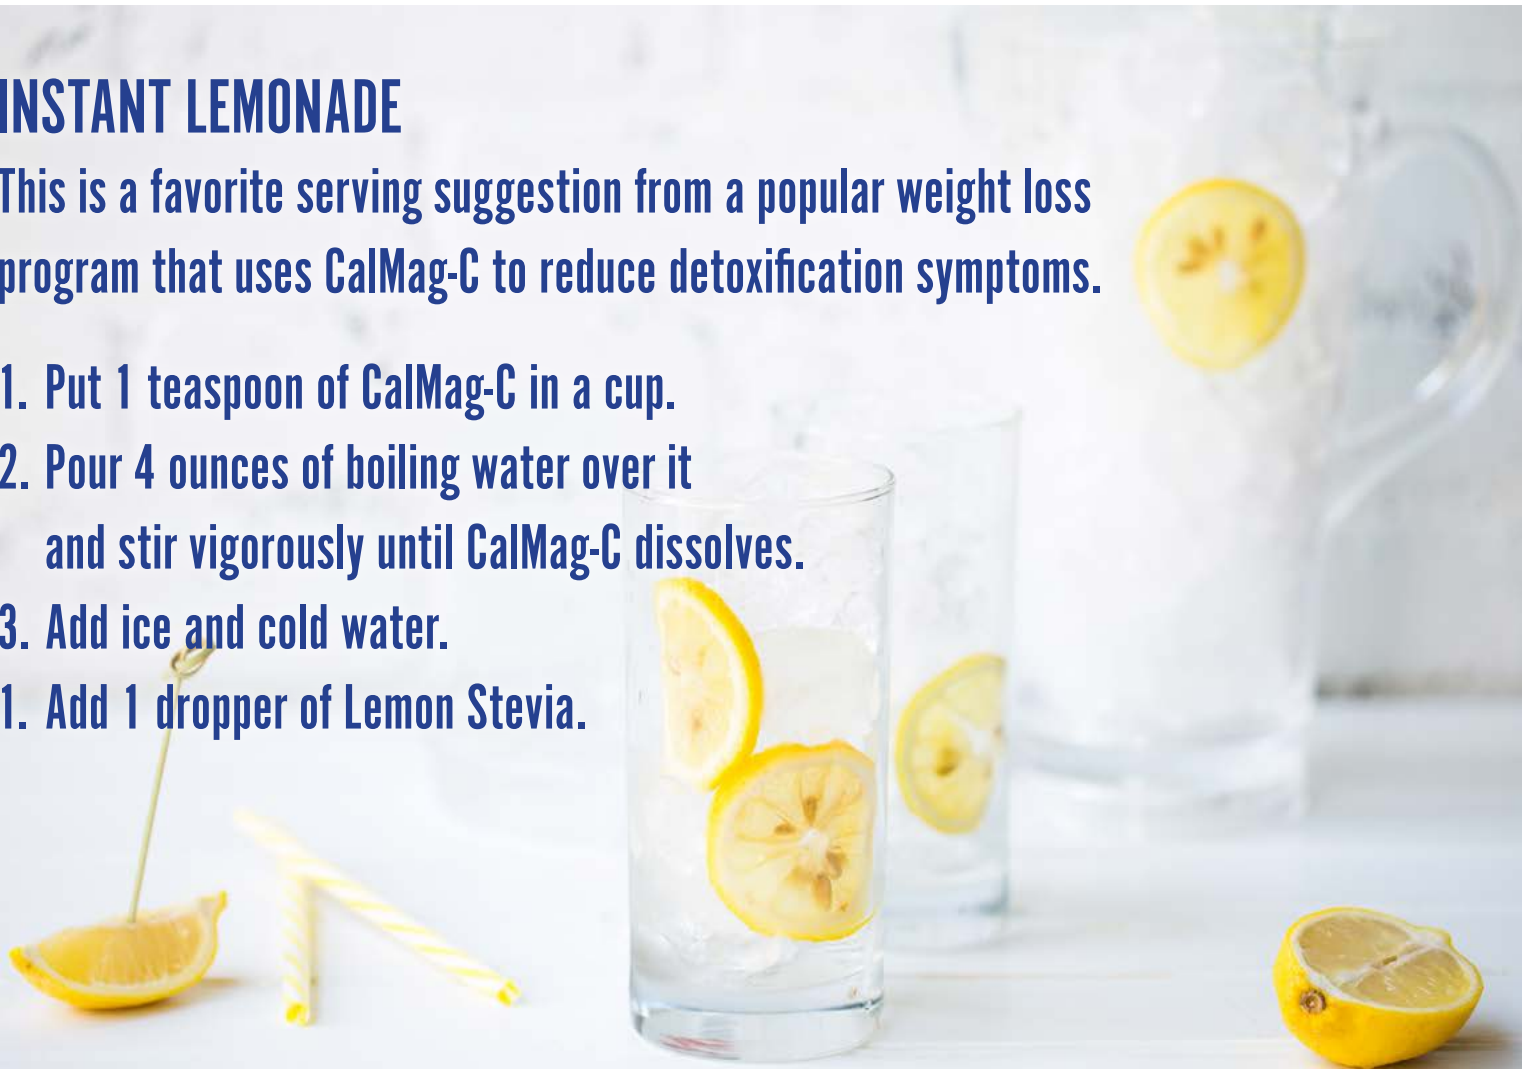 INSTANT LEMONADE
This is a favorite serving suggestion from a popular weight loss
program that uses CalMag-C to reduce detoxification symptoms.
1. Put 1 teaspoon of CalMag-C in a cup.
2. Pour 4 ounces of boiling water over it
and stir vigorously until CalMag-C dissolves.
3. Add ice and cold water.
1. Add 1 dropper of Lemon Stevia.